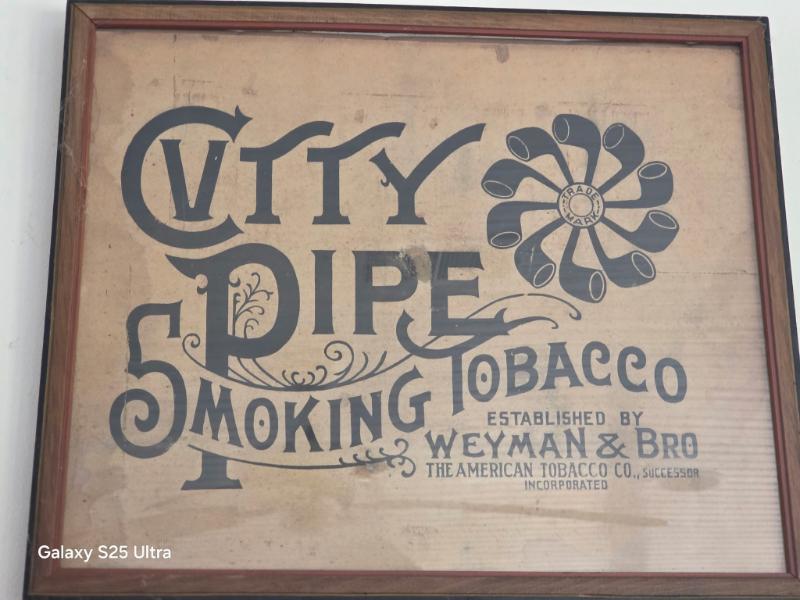 CUTTY
PIPE
SMOKING TOBACCO
TRADE
MARK
ESTABLISHED BY
WEYMAN & BRO
THE AMERICAN TOBACCO CO., SUCCESSOR
INCORPORATED
Galaxy S25 Ultra